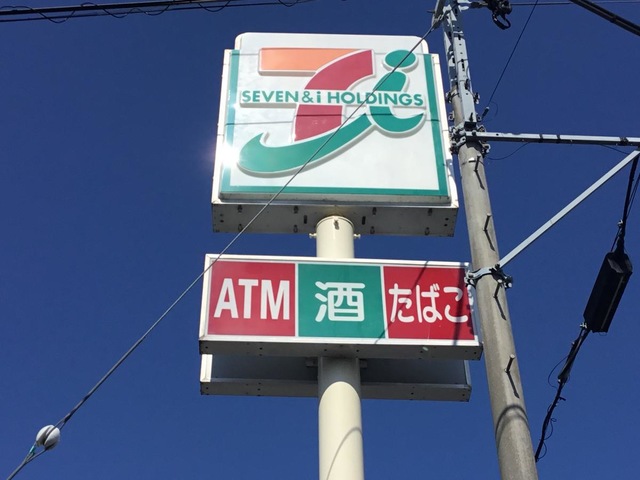 SEVEN & i HOLDINGS
ATM 酒 たばこ